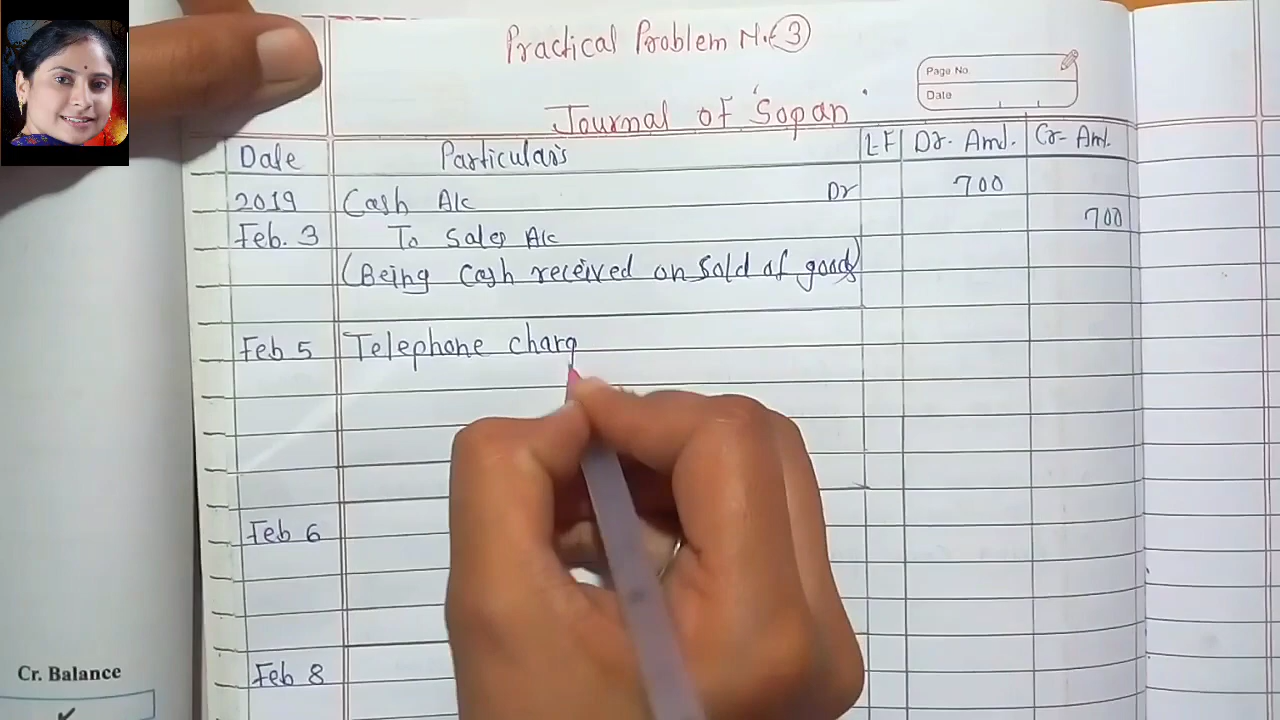 Practical Problem No. 3
Page No.
Date
Journal of 'Sopan'
Date Particulars L.F Dr. Amt. Cr. Amt.
2019 Cash A/c Dr 700
Feb. 3 To Sales A/c 700
(Being Cash received on Sold of goods)
Feb 5 Telephone charg
Feb 6
Feb 8
Cr. Balance